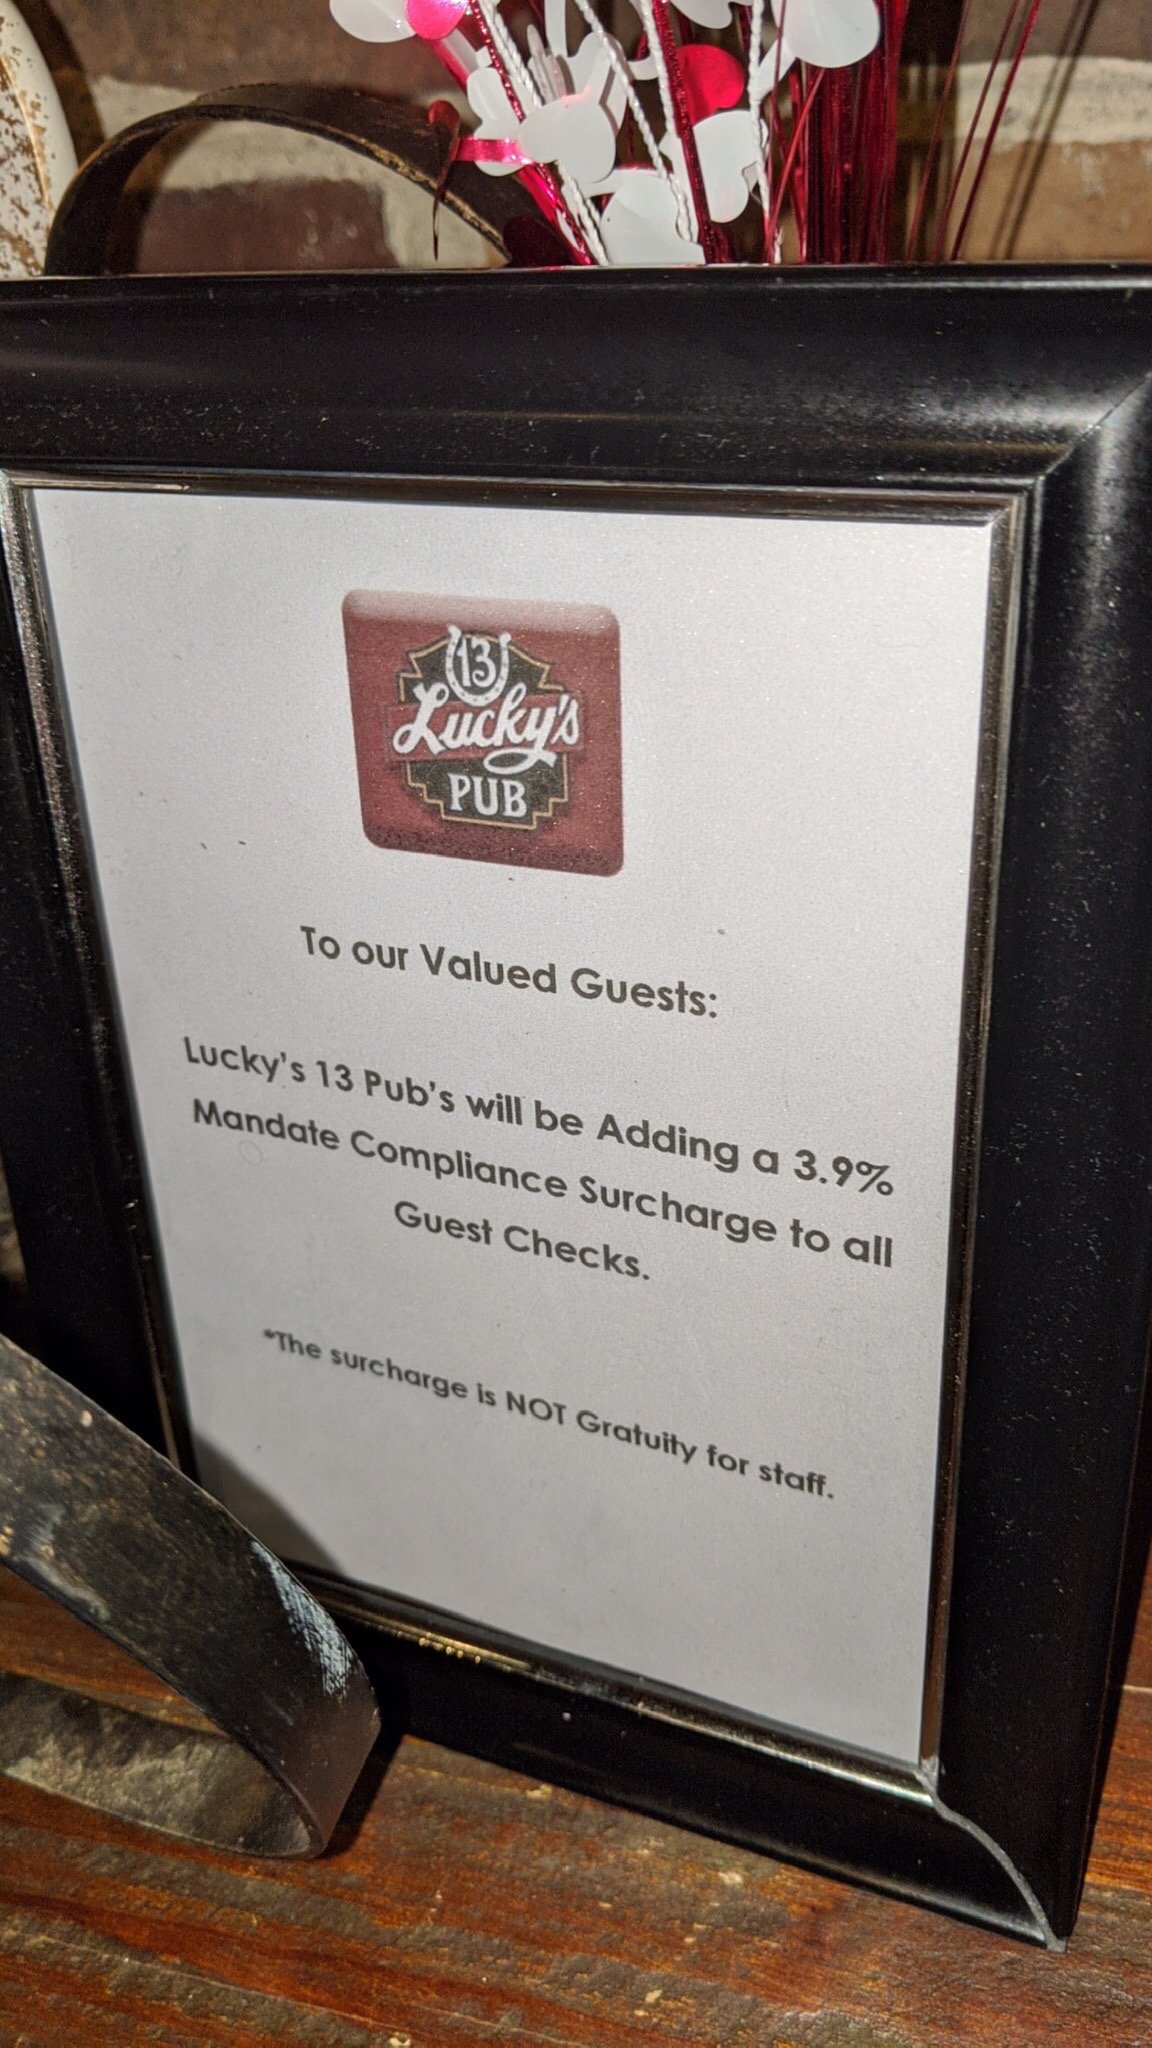 13
Lucky's
PUB
To our Valued Guests:
Lucky's 13 Pub's will be Adding a 3.9%
Mandate Compliance Surcharge to all
Guest Checks.
*The surcharge is NOT Gratuity for staff.